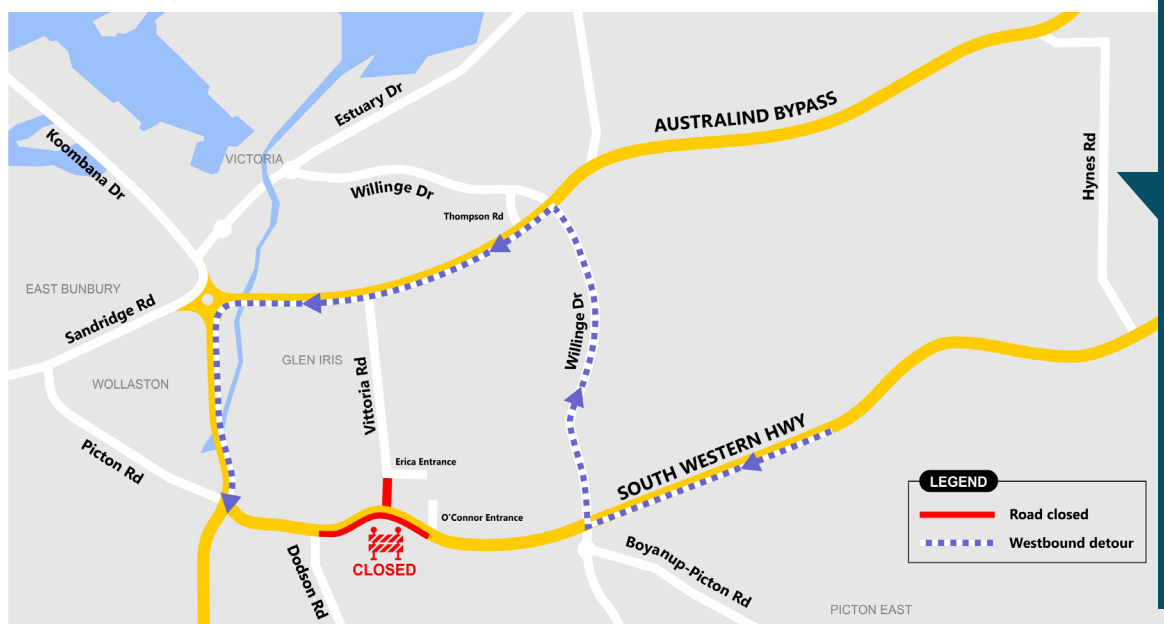 AUSTRALIND BYPASS
Estuary Dr
Koombana Dr
VICTORIA
Hynes Rd
Willinge Dr
Thompson Rd
EAST BUNBURY
Sandridge Rd
GLEN IRIS
Willinge Dr
WOLLASTON
Vittoria Rd
Picton Rd
SOUTH WESTERN HWY
Erica Entrance
O'Connor Entrance
LEGEND
Road closed
Westbound detour
CLOSED
Dodson Rd
Boyanup-Picton Rd
PICTON EAST